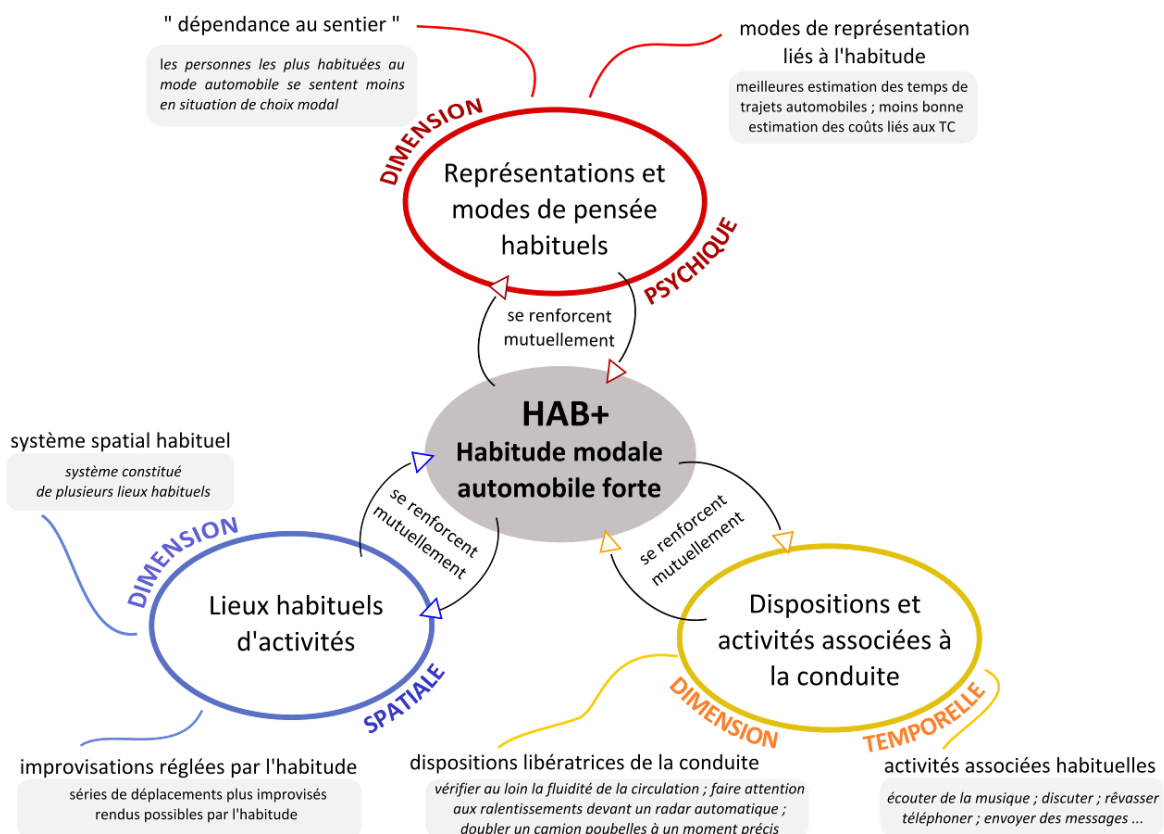 " dépendance au sentier "
les personnes les plus habituées au
mode automobile se sentent moins
en situation de choix modal
modes de représentation
liés à l'habitude
meilleures estimation des temps de
trajets automobiles ; moins bonne
estimation des coûts liés aux TC
DIMENSION
PSYCHIQUE
Représentations et
modes de pensée
habituels
se renforcent
mutuellement
HAB+
Habitude modale
automobile forte
système spatial habituel
système constitué
de plusieurs lieux habituels
se renforcent
mutuellement
se renforcent
mutuellement
DIMENSION
SPATIALE
Lieux habituels
d'activités
Dispositions et
activités associées à
la conduite
DIMENSION
TEMPORELLE
improvisations réglées par l'habitude
séries de déplacements plus improvisés
rendus possibles par l'habitude
dispositions libératrices de la conduite
vérifier au loin la fluidité de la circulation ; faire attention
aux ralentissements devant un radar automatique ;
doubler un camion poubelles à un moment précis
activités associées habituelles
écouter de la musique ; discuter ; rêvasser
téléphoner ; envoyer des messages ...